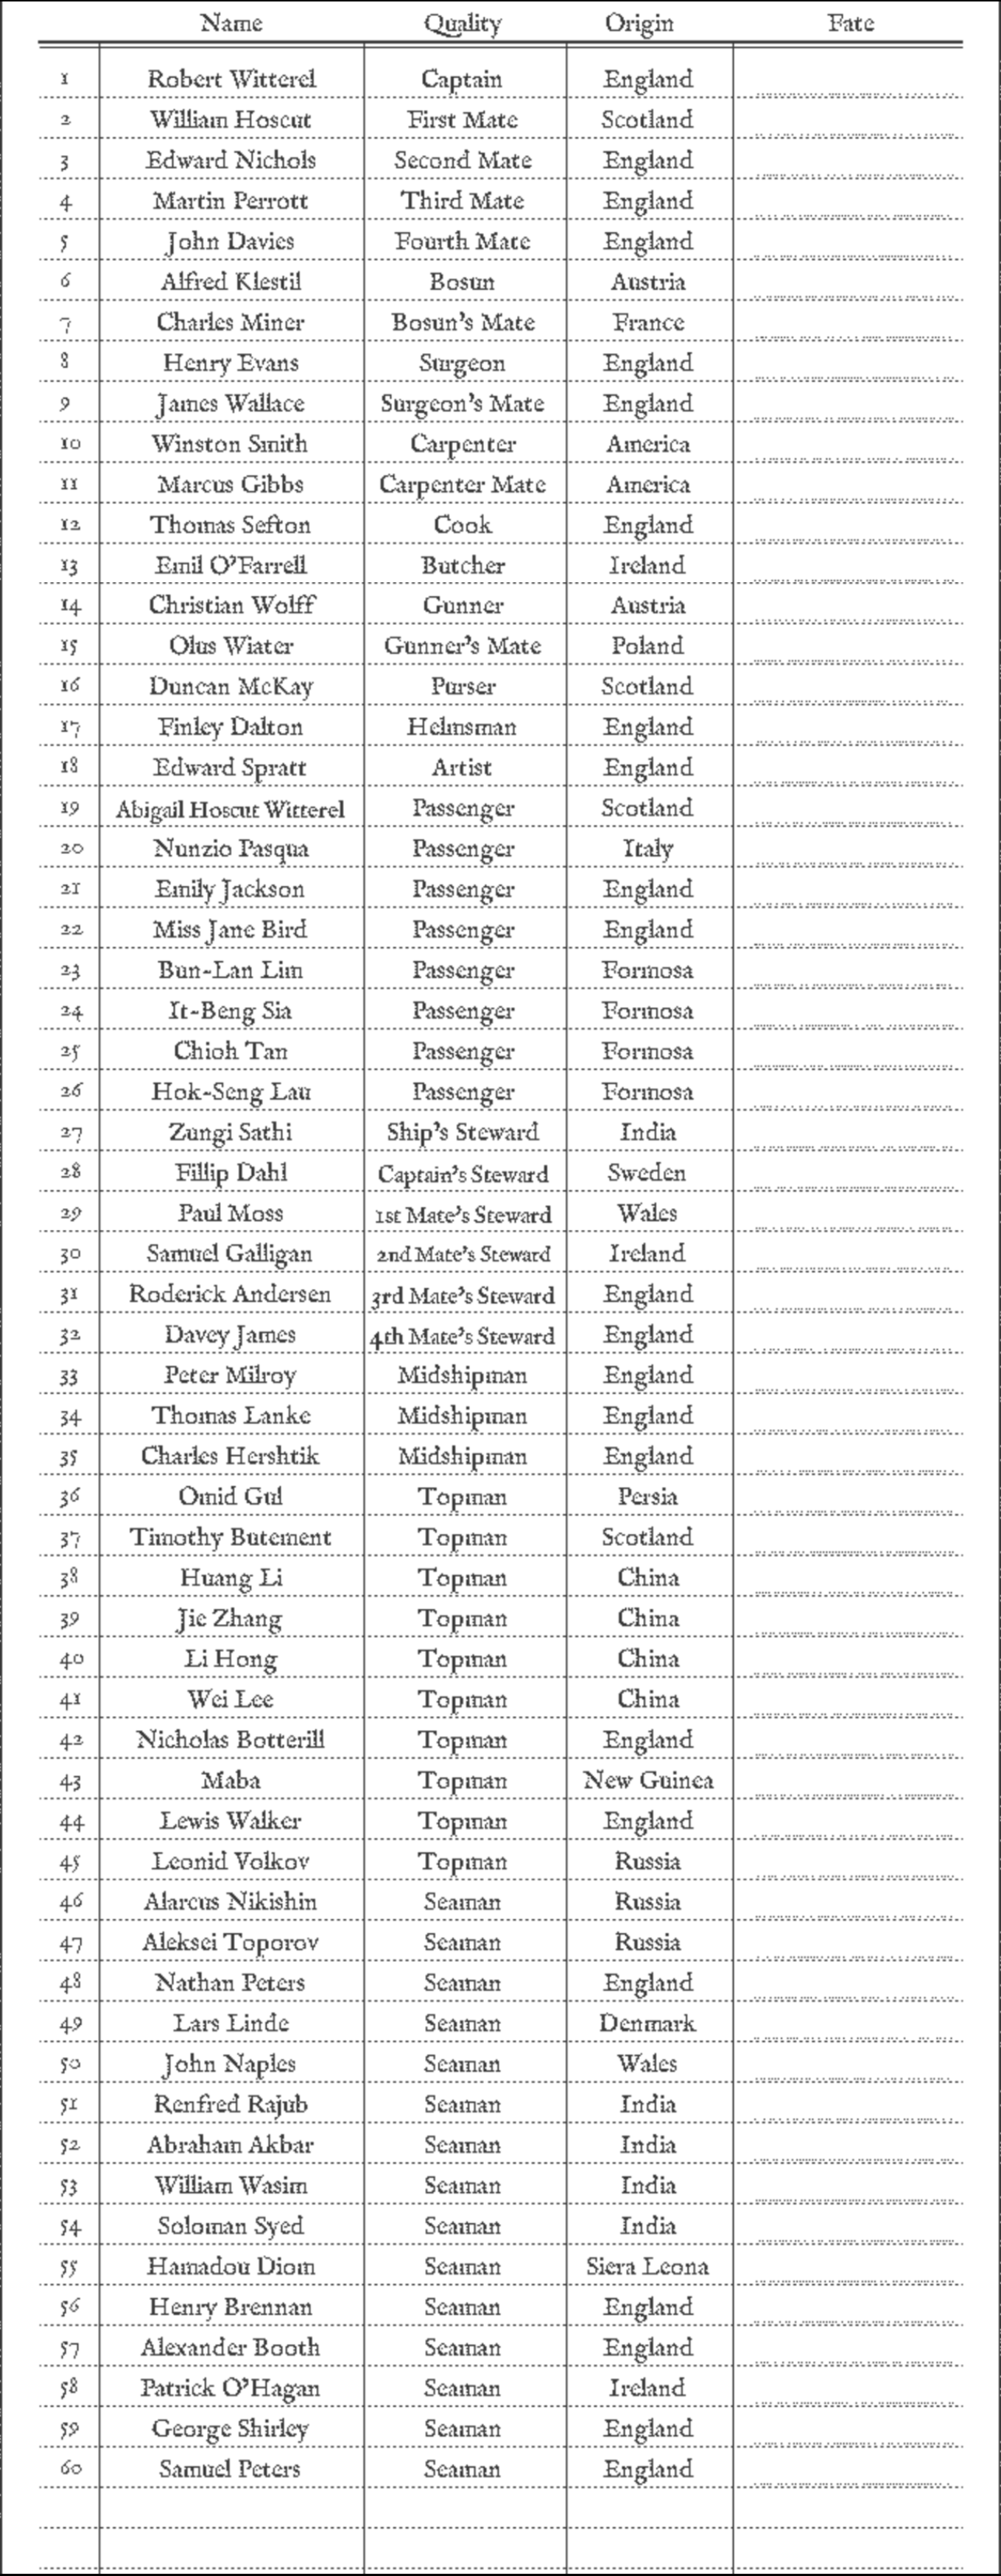 Name Quality Origin Fate
1 Robert Witterel Captain England
2 William Hoscut First Mate Scotland
3 Edward Nichols Second Mate England
4 Martin Perrott Third Mate England
5 John Davies Fourth Mate England
6 Alfred Klestil Bosun Austria
7 Charles Miner Bosun's Mate France
8 Henry Evans Surgeon England
9 James Wallace Surgeon's Mate England
10 Winston Smith Carpenter America
11 Marcus Gibbs Carpenter Mate America
12 Thomas Sefton Cook England
13 Emil O'Farrell Butcher Ireland
14 Christian Wolff Gunner Austria
15 Olus Wiater Gunner's Mate Poland
16 Duncan McKay Purser Scotland
17 Finley Dalton Helmsman England
18 Edward Spratt Artist England
19 Abigail Hoscut Witterel Passenger Scotland
20 Nunzio Pasqua Passenger Italy
21 Emily Jackson Passenger England
22 Miss Jane Bird Passenger England
23 Bun-Lan Lim Passenger Formosa
24 It-Beng Sia Passenger Formosa
25 Chioh Tan Passenger Formosa
26 Hok-Seng Lau Passenger Formosa
27 Zungi Sathi Ship's Steward India
28 Fillip Dahl Captain's Steward Sweden
29 Paul Moss 1st Mate's Steward Wales
30 Samuel Galligan 2nd Mate's Steward Ireland
31 Roderick Andersen 3rd Mate's Steward England
32 Davey James 4th Mate's Steward England
33 Peter Milroy Midshipman England
34 Thomas Lanke Midshipman England
35 Charles Hershtik Midshipman England
36 Omid Gul Topman Persia
37 Timothy Butement Topman Scotland
38 Huang Li Topman China
39 Jie Zhang Topman China
40 Li Hong Topman China
41 Wei Lee Topman China
42 Nicholas Botterill Topman England
43 Maba Topman New Guinea
44 Lewis Walker Topman England
45 Leonid Volkov Topman Russia
46 Alarcus Nikishin Seaman Russia
47 Aleksei Toporov Seaman Russia
48 Nathan Peters Seaman England
49 Lars Linde Seaman Denmark
50 John Naples Seaman Wales
51 Renfred Rajub Seaman India
52 Abraham Akbar Seaman India
53 William Wasim Seaman India
54 Soloman Syed Seaman India
55 Hamadou Diom Seaman Siera Leona
56 Henry Brennan Seaman England
57 Alexander Booth Seaman England
58 Patrick O'Hagan Seaman Ireland
59 George Shirley Seaman England
60 Samuel Peters Seaman England